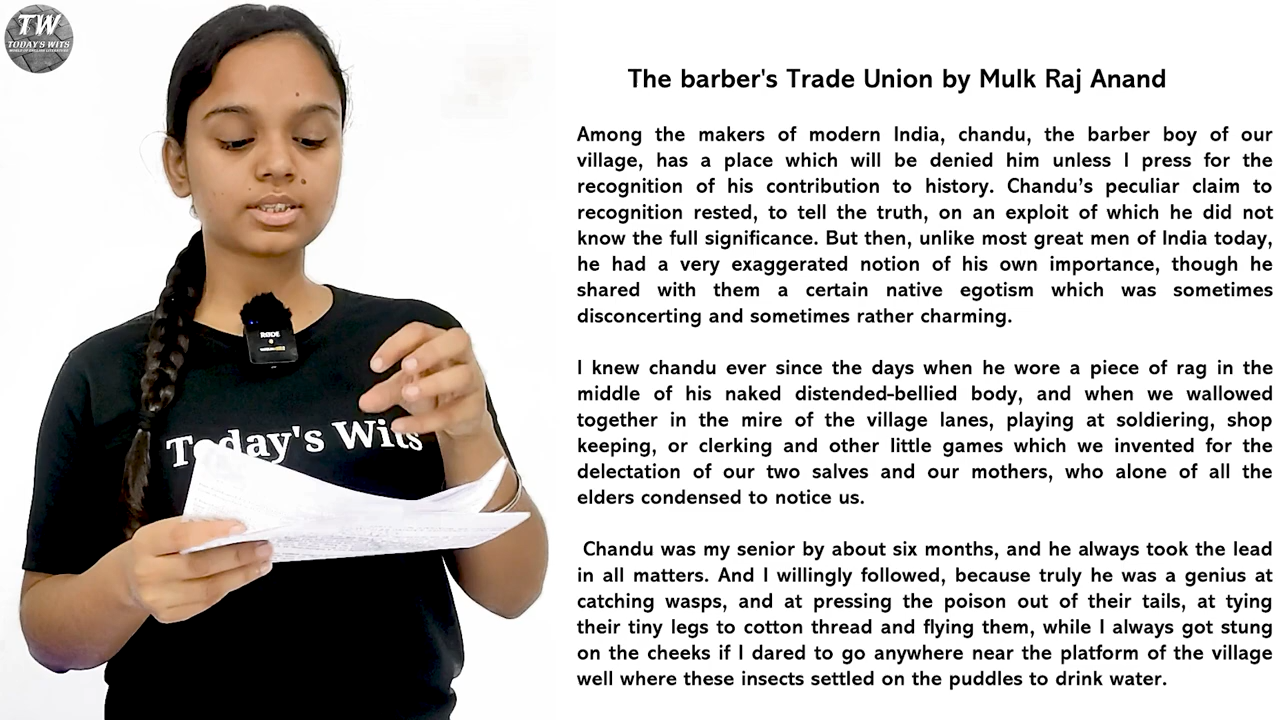 TW
TODAY'S WITS
The barber's Trade Union by Mulk Raj Anand
Among the makers of modern India, chandu, the barber boy of our
village, has a place which will be denied him unless I press for the
recognition of his contribution to history. Chandu's peculiar claim to
recognition rested, to tell the truth, on an exploit of which he did not
know the full significance. But then, unlike most great men of India today,
he had a very exaggerated notion of his own importance, though he
shared with them a certain native egotism which was sometimes
disconcerting and sometimes rather charming.
I knew chandu ever since the days when he wore a piece of rag in the
middle of his naked distended-bellied body, and when we wallowed
together in the mire of the village lanes, playing at soldiering, shop
keeping, or clerking and other little games which we invented for the
delectation of our two salves and our mothers, who alone of all the
elders condensed to notice us.
Chandu was my senior by about six months, and he always took the lead
in all matters. And I willingly followed, because truly he was a genius at
catching wasps, and at pressing the poison out of their tails, at tying
their tiny legs to cotton thread and flying them, while I always got stung
on the cheeks if I dared to go anywhere near the platform of the village
well where these insects settled on the puddles to drink water.
RØDE
Today's Wits